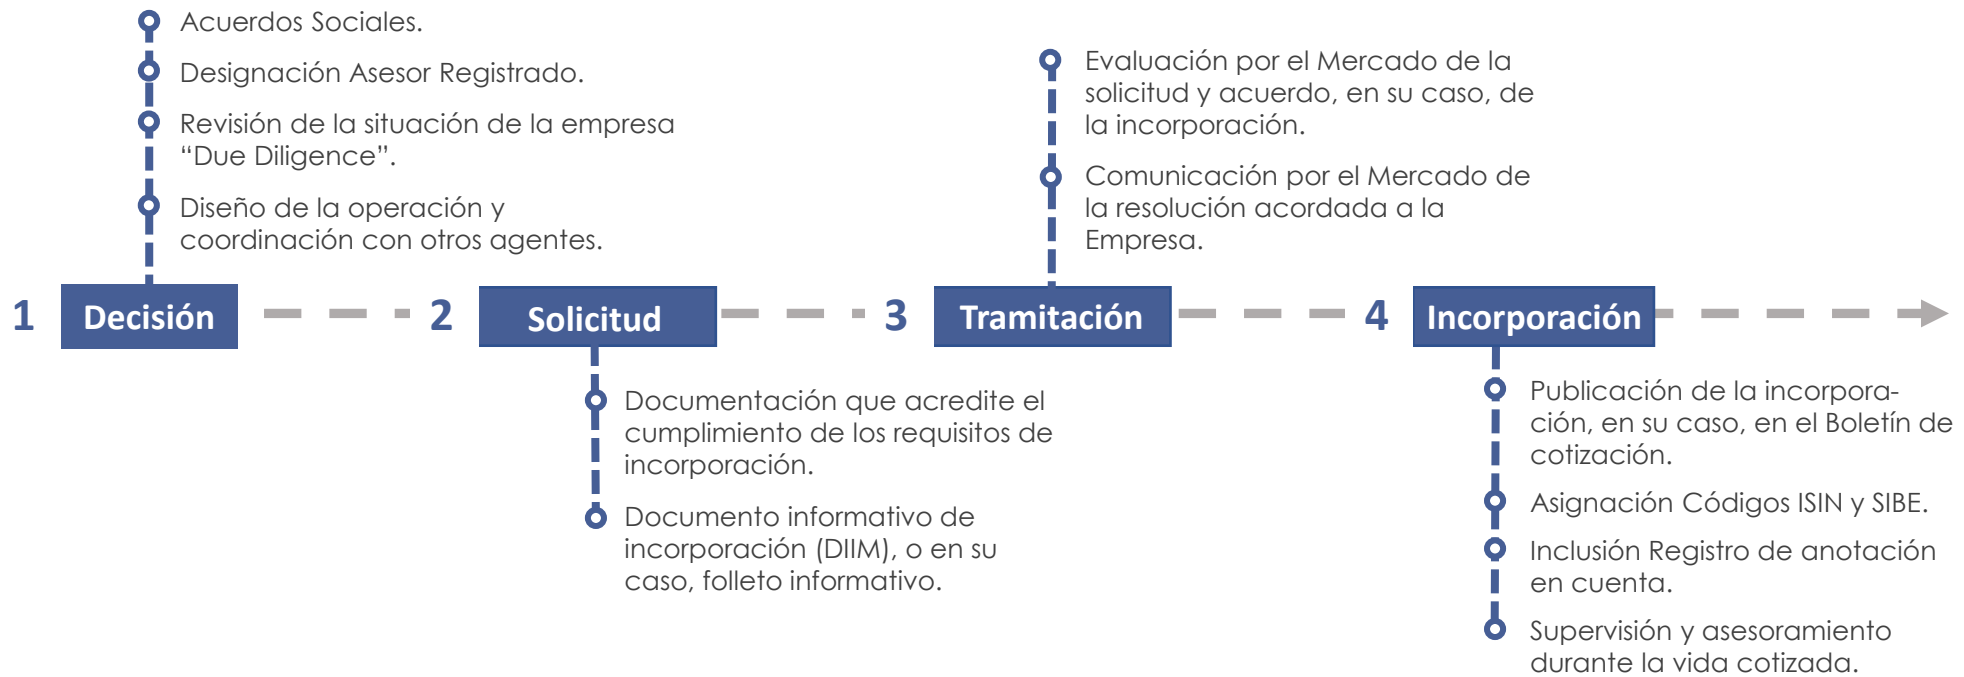 Acuerdos Sociales.
Designación Asesor Registrado.
Revisión de la situación de la empresa
“Due Diligence”.
Diseño de la operación y
coordinación con otros agentes.
1 Decisión
2 Solicitud
Documentación que acredite el
cumplimiento de los requisitos de
incorporación.
Documento informativo de
incorporación (DIIM), o en su
caso, folleto informativo.
Evaluación por el Mercado de la
solicitud y acuerdo, en su caso, de
la incorporación.
Comunicación por el Mercado de
la resolución acordada a la
Empresa.
3 Tramitación
4 Incorporación
Publicación de la incorpora-
ción, en su caso, en el Boletín de
cotización.
Asignación Códigos ISIN y SIBE.
Inclusión Registro de anotación
en cuenta.
Supervisión y asesoramiento
durante la vida cotizada.